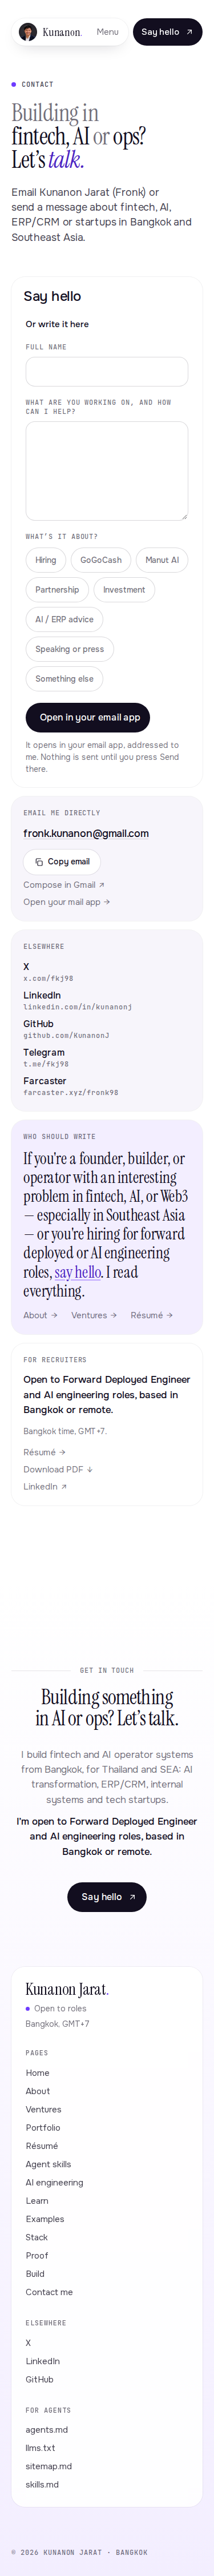 Kunanon.
Menu
Say hello ↗
CONTACT
Building in
fintech, AI or ops?
Let's talk.
Email Kunanon Jarat (Fronk) or
send a message about fintech, AI,
ERP/CRM or startups in Bangkok and
Southeast Asia.
Say hello
Or write it here
FULL NAME
WHAT ARE YOU WORKING ON, AND HOW
CAN I HELP?
WHAT'S IT ABOUT?
Hiring
GoGoCash
Manut AI
Partnership
Investment
AI / ERP advice
Speaking or press
Something else
Open in your email app
It opens in your email app, addressed to
me. Nothing is sent until you press Send
there.
EMAIL ME DIRECTLY
fronk.kunanon@gmail.com
Copy email
Compose in Gmail ↗
Open your mail app →
ELSEWHERE
X
x.com/fkj98
LinkedIn
linkedin.com/in/kunanonj
GitHub
github.com/KunanonJ
Telegram
t.me/fkj98
Farcaster
farcaster.xyz/fronk98
WHO SHOULD WRITE
If you're a founder, builder, or
operator with an interesting
problem in fintech, AI, or Web3
— especially in Southeast Asia
— or you're hiring for forward
deployed or AI engineering
roles, say hello. I read
everything.
About →
Ventures →
Résumé →
FOR RECRUITERS
Open to Forward Deployed Engineer
and AI engineering roles, based in
Bangkok or remote.
Bangkok time, GMT+7.
Résumé →
Download PDF ↓
LinkedIn ↗
GET IN TOUCH
Building something
in AI or ops? Let's talk.
I build fintech and AI operator systems
from Bangkok, for Thailand and SEA: AI
transformation, ERP/CRM, internal
systems and tech startups.
I'm open to Forward Deployed Engineer
and AI engineering roles, based in
Bangkok or remote.
Say hello ↗
Kunanon Jarat.
Open to roles
Bangkok, GMT+7
PAGES
Home
About
Ventures
Portfolio
Résumé
Agent skills
AI engineering
Learn
Examples
Stack
Proof
Build
Contact me
ELSEWHERE
X
LinkedIn
GitHub
FOR AGENTS
agents.md
llms.txt
sitemap.md
skills.md
© 2026 KUNANON JARAT · BANGKOK